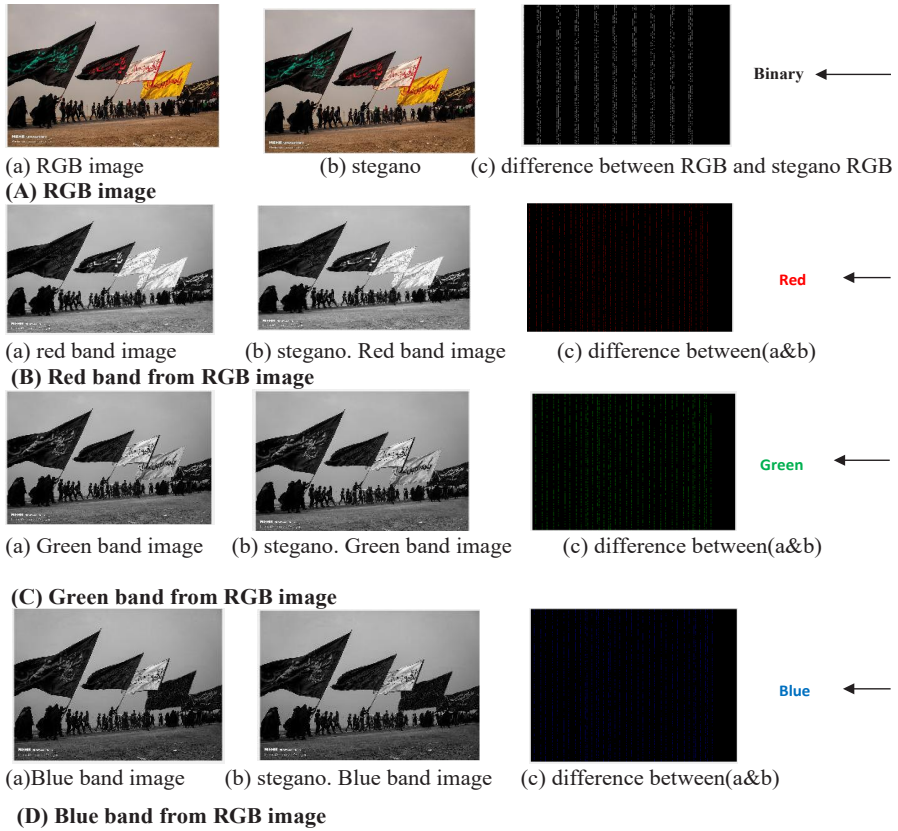 Binary
(a) RGB image (b) stegano (c) difference between RGB and stegano RGB
(A) RGB image
Red
(a) red band image (b) stegano. Red band image (c) difference between(a&b)
(B) Red band from RGB image
Green
(a) Green band image (b) stegano. Green band image (c) difference between(a&b)
(C) Green band from RGB image
Blue
(a)Blue band image (b) stegano. Blue band image (c) difference between(a&b)
(D) Blue band from RGB image